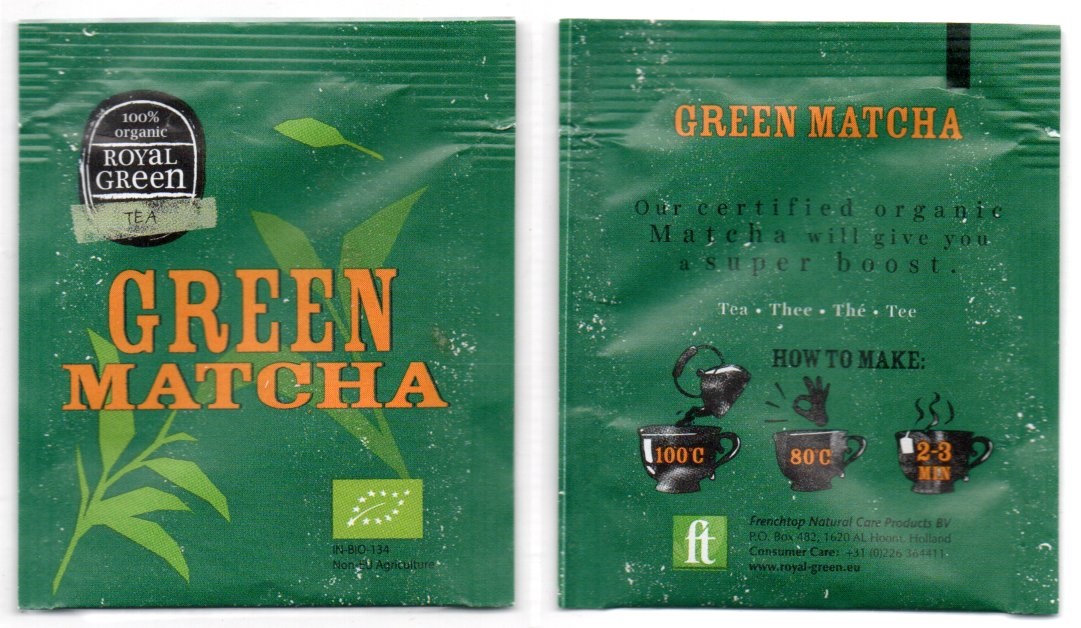 100%
organic
ROYAL
GREEN
TEA
GREEN
MATCHA
IN-BIO-134
Non-EU Agriculture
GREEN MATCHA
Our certified organic
Matcha will give you
a super boost.
Tea • Thee • Thé • Tee
HOW TO MAKE:
100°C
80°C
2-3
MIN
ft
Frenchtop Natural Care Products BV
P.O. Box 482, 1620 AL Hoorn, Holland
Consumer Care: +31 (0)226 364411
www.royal-green.eu